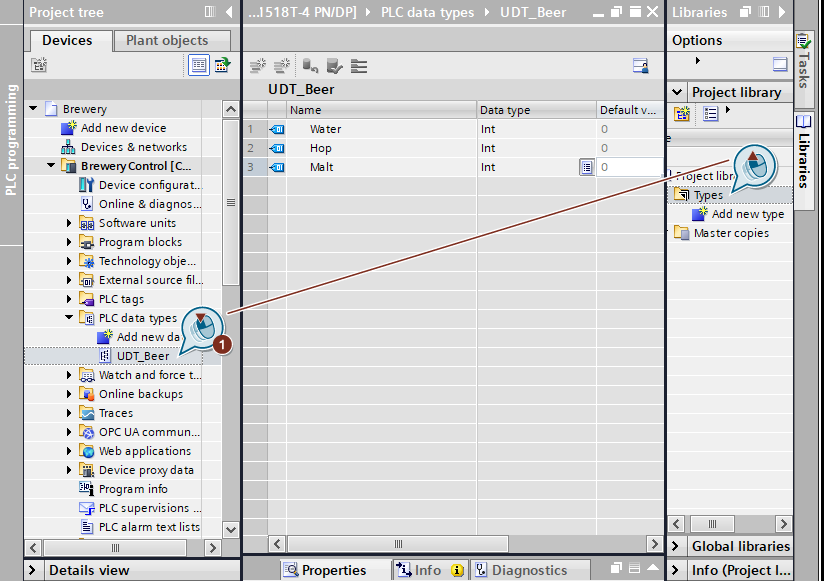 Project tree
Devices
Plant objects
PLC programming
Brewery
Add new device
Devices & networks
Brewery Control [C...
Device configurat...
Online & diagnos...
Software units
Program blocks
Technology obje...
External source fil...
PLC tags
PLC data types
Add new da
UDT_Beer
1
Watch and force t...
Online backups
Traces
OPC UA commun...
Web applications
Device proxy data
Program info
PLC supervisions ...
PLC alarm text lists
Details view
...1518T-4 PN/DP] PLC data types UDT_Beer
UDT_Beer
Name Data type Default v...
1 Water Int 0
2 Hop Int 0
3 Malt Int 0
Properties
Info
Diagnostics
Libraries
Options
Project library
Project libr
Types
Add new type
Master copies
Global libraries
Info (Project l...
Tasks
Libraries